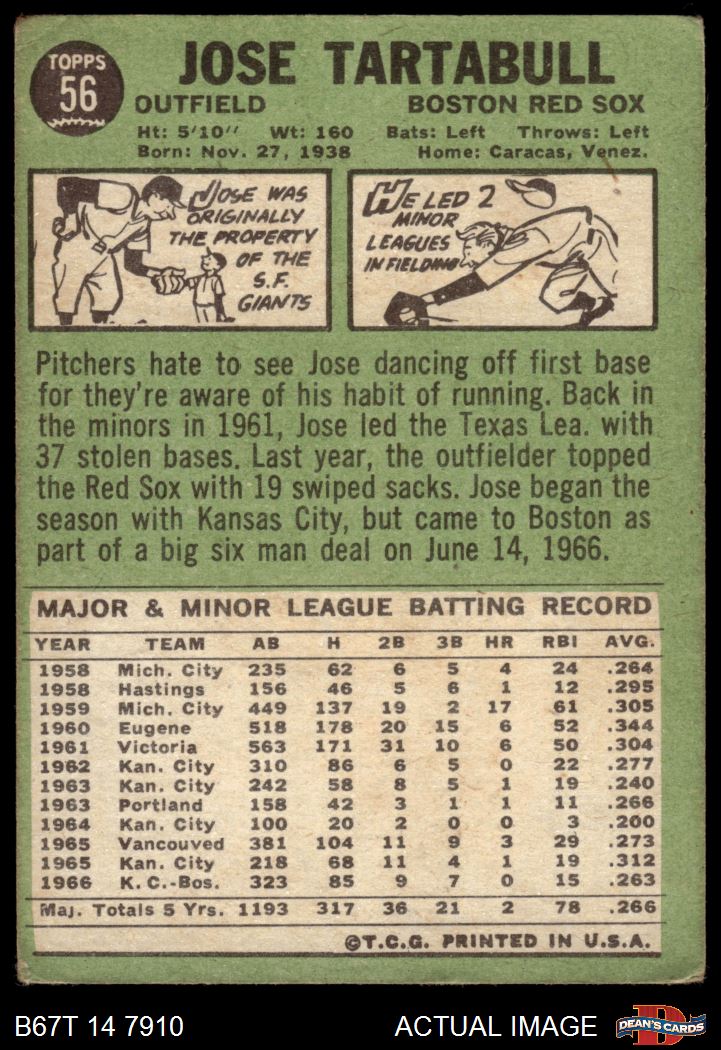 TOPPS
56
JOSE TARTABULL
OUTFIELD BOSTON RED SOX
Ht: 5'10" Wt: 160 Bats: Left Throws: Left
Born: Nov. 27, 1938 Home: Caracas, Venez.
JOSE WAS
ORIGINALLY
THE PROPERTY
OF THE
S.F.
GIANTS
HE LED 2
MINOR
LEAGUES
IN FIELDING
Pitchers hate to see Jose dancing off first base
for they're aware of his habit of running. Back in
the minors in 1961, Jose led the Texas Lea. with
37 stolen bases. Last year, the outfielder topped
the Red Sox with 19 swiped sacks. Jose began the
season with Kansas City, but came to Boston as
part of a big six man deal on June 14, 1966.
MAJOR & MINOR LEAGUE BATTING RECORD
YEAR TEAM AB H 2B 3B HR RBI AVG.
1958 Mich. City 235 62 6 5 4 24 .264
1958 Hastings 156 46 5 6 1 12 .295
1959 Mich. City 449 137 19 2 17 61 .305
1960 Eugene 518 178 20 15 6 52 .344
1961 Victoria 563 171 31 10 6 50 .304
1962 Kan. City 310 86 6 5 0 22 .277
1963 Kan. City 242 58 8 5 1 19 .240
1963 Portland 158 42 3 1 1 11 .266
1964 Kan. City 100 20 2 0 0 3 .200
1965 Vancouved 381 104 11 9 3 29 .273
1965 Kan. City 218 68 11 4 1 19 .312
1966 K.C.-Bos. 323 85 9 7 0 15 .263
Maj. Totals 5 Yrs. 1193 317 36 21 2 78 .266
©T.C.G. PRINTED IN U.S.A.
B67T 14 7910 ACTUAL IMAGE
D
DEAN'S CARDS